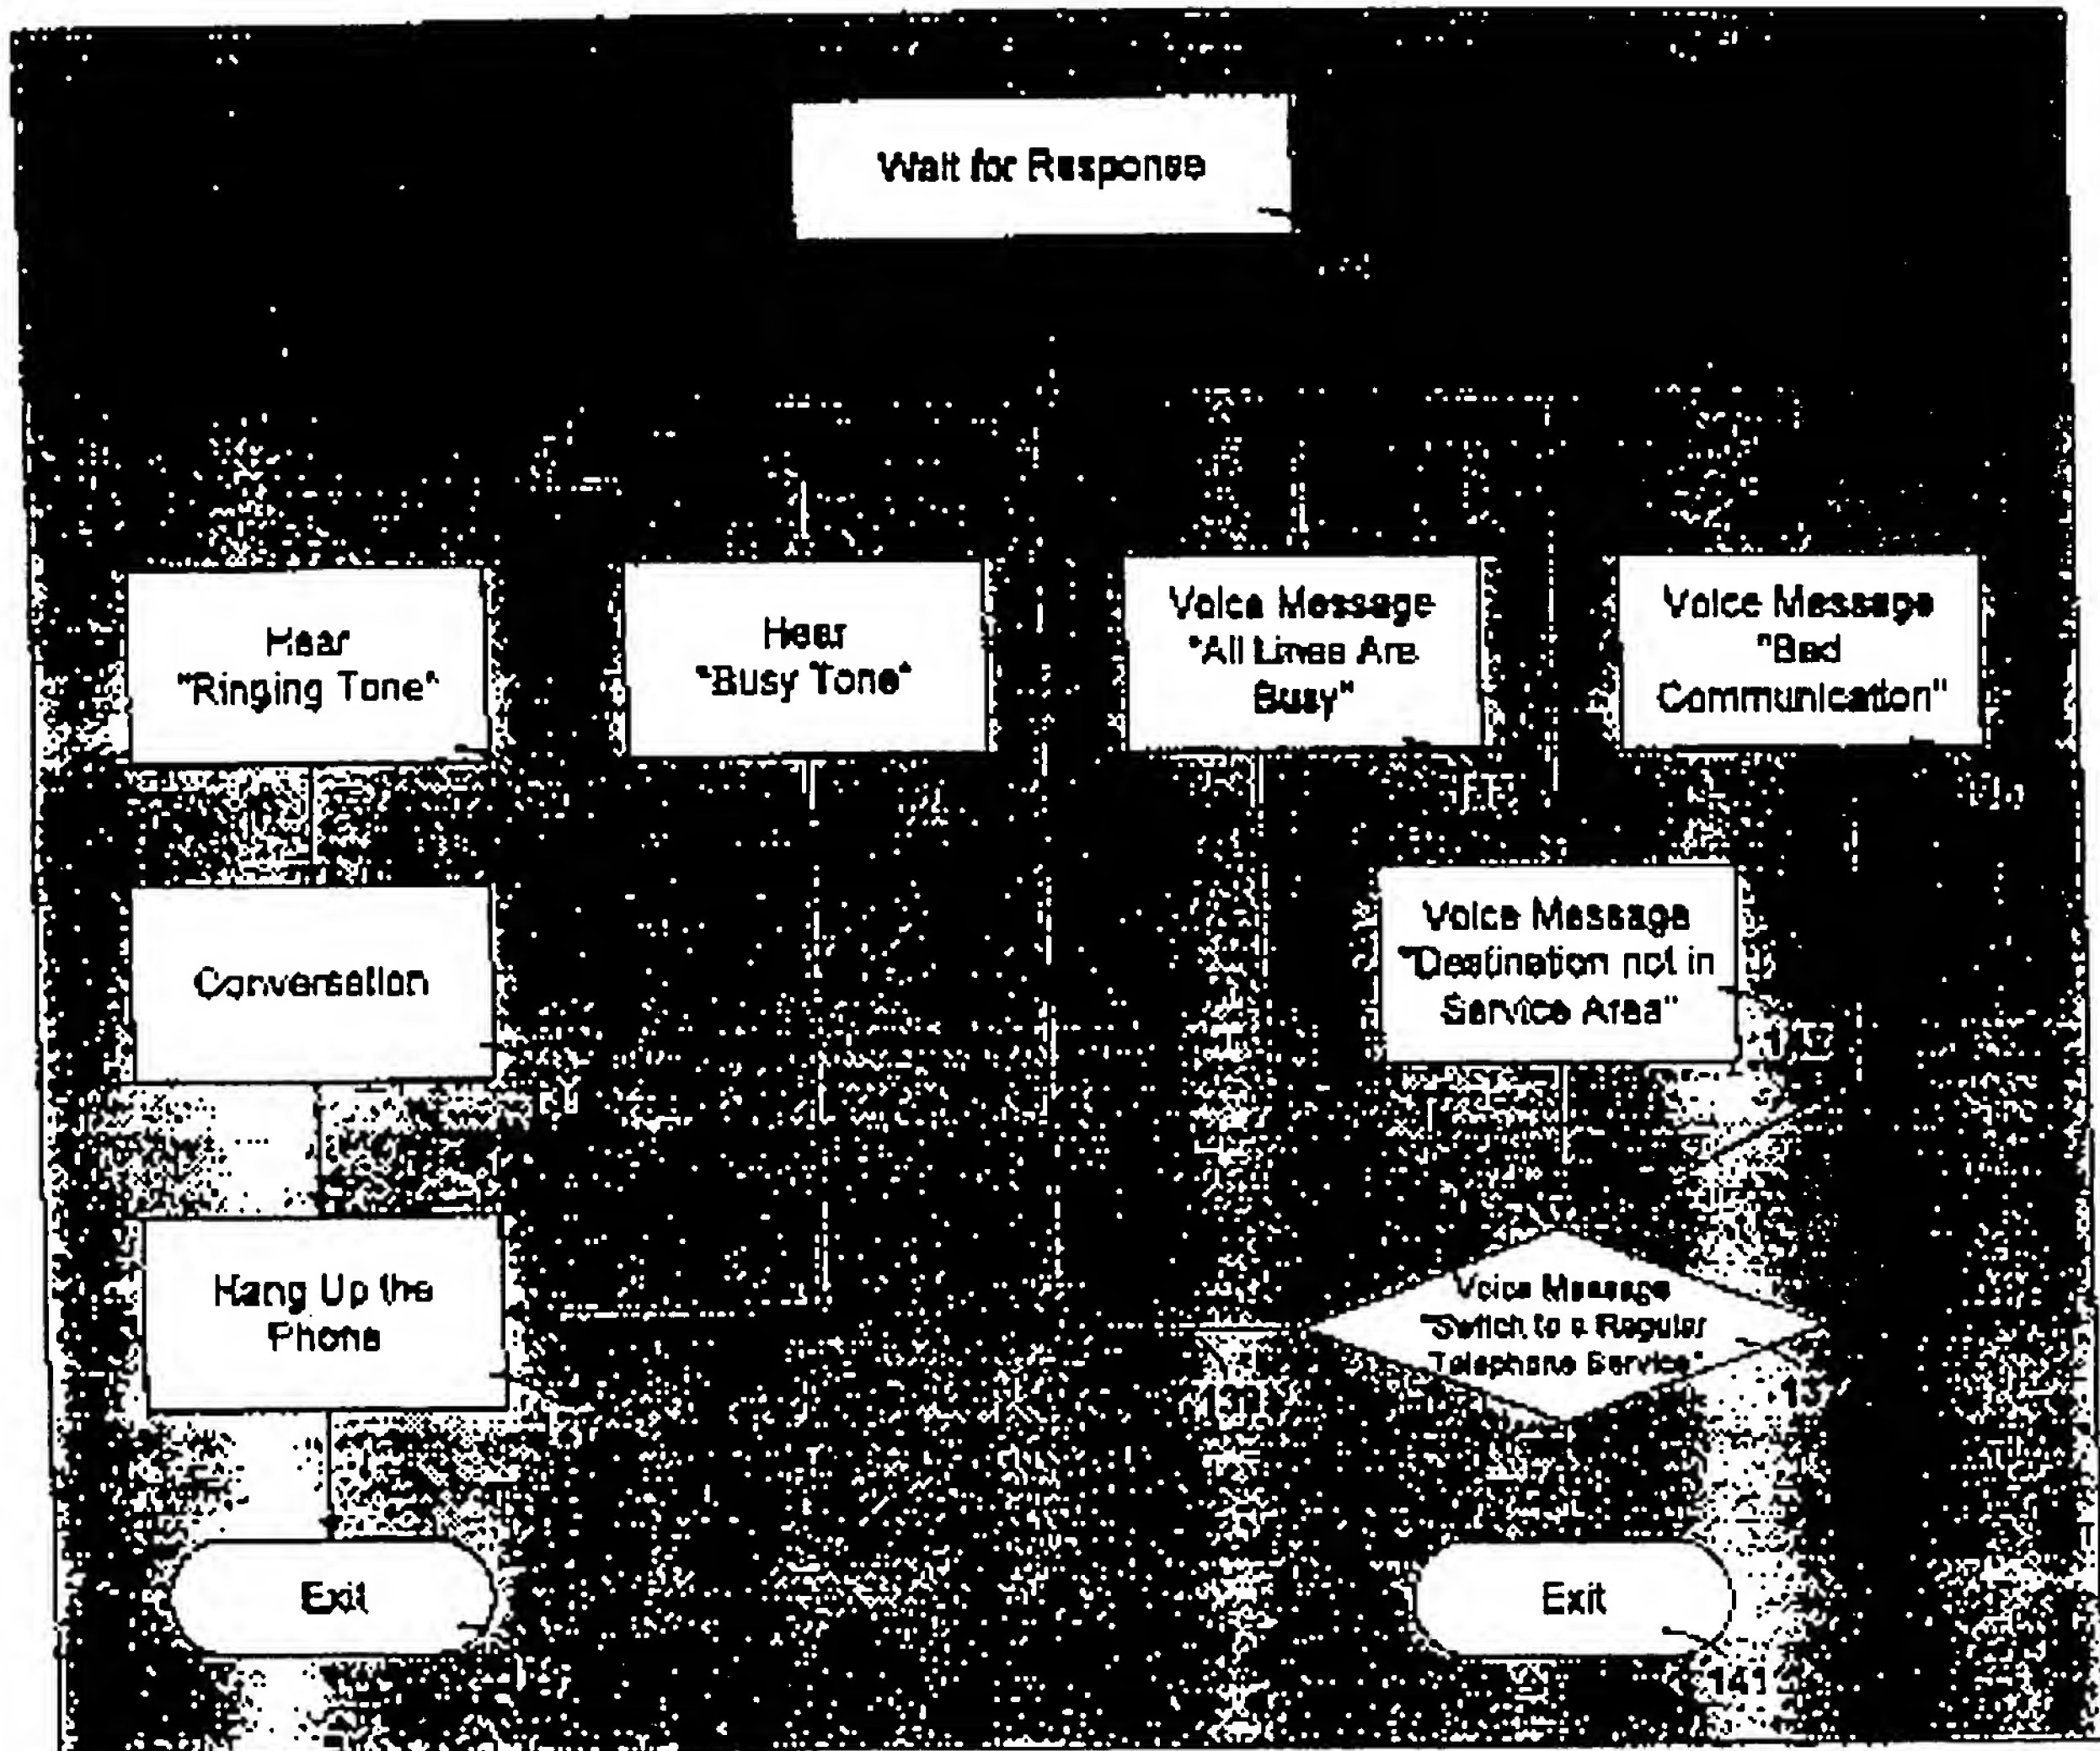 Wait for Response
Hear
"Ringing Tone"
Hear
"Busy Tone"
Voice Message
"All Lines Are
Busy"
Voice Message
"Bad
Communication"
Conversation
Voice Message
"Destination not in
Service Area"
Hang Up the
Phone
Voice Message
"Switch to a Regular
Telephone Service"
Exit
Exit
141